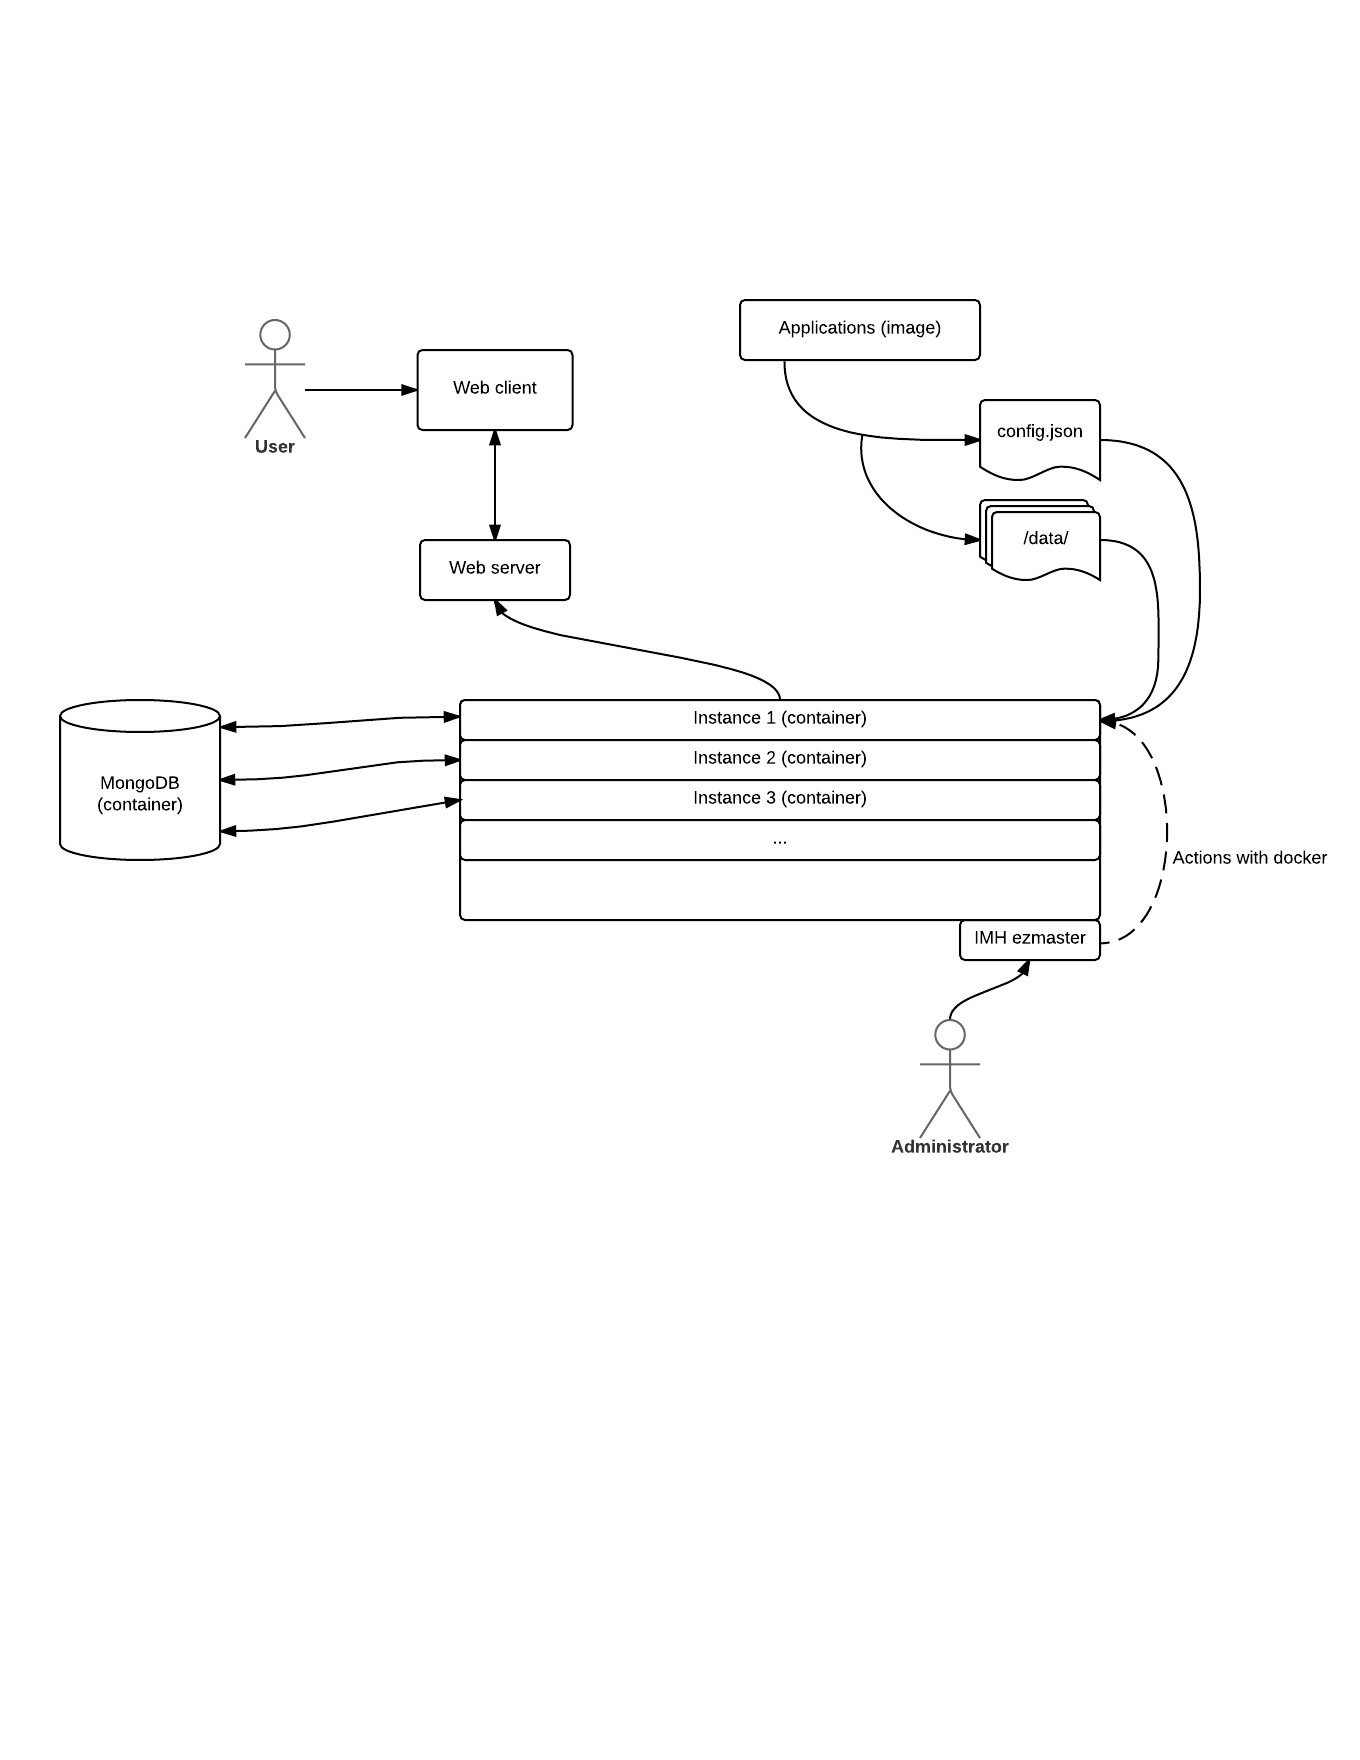 Applications (image)
Web client
User
config.json
/data/
Web server
Instance 1 (container)
Instance 2 (container)
MongoDB
(container)
Instance 3 (container)
...
Actions with docker
IMH ezmaster
Administrator